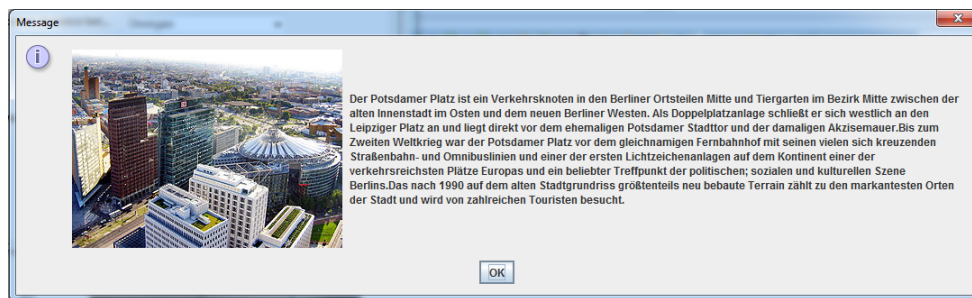 Message
Der Potsdamer Platz ist ein Verkehrsknoten in den Berliner Ortsteilen Mitte und Tiergarten im Bezirk Mitte zwischen der
alten Innenstadt im Osten und dem neuen Berliner Westen. Als Doppelplatzanlage schließt er sich westlich an den
Leipziger Platz an und liegt direkt vor dem ehemaligen Potsdamer Stadttor und der damaligen Akzisemauer.Bis zum
Zweiten Weltkrieg war der Potsdamer Platz vor dem gleichnamigen Fernbahnhof mit seinen vielen sich kreuzenden
Straßenbahn- und Omnibuslinien und einer der ersten Lichtzeichenanlagen auf dem Kontinent einer der
verkehrsreichsten Plätze Europas und ein beliebter Treffpunkt der politischen; sozialen und kulturellen Szene
Berlins.Das nach 1990 auf dem alten Stadtgrundriss größtenteils neu bebaute Terrain zählt zu den markantesten Orten
der Stadt und wird von zahlreichen Touristen besucht.
OK